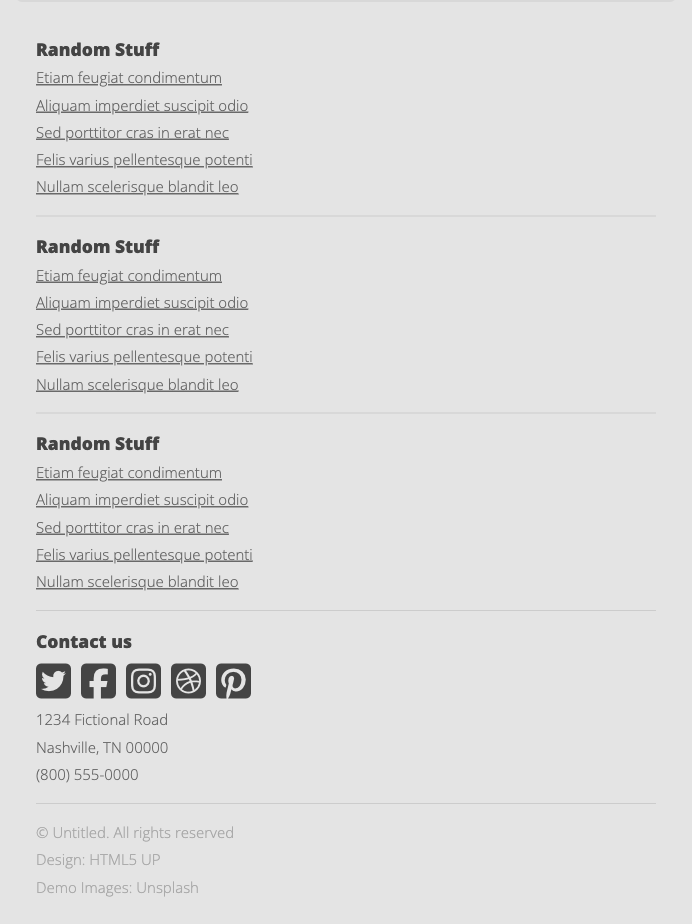 Random Stuff
Etiam feugiat condimentum
Aliquam imperdiet suscipit odio
Sed porttitor cras in erat nec
Felis varius pellentesque potenti
Nullam scelerisque blandit leo
Random Stuff
Etiam feugiat condimentum
Aliquam imperdiet suscipit odio
Sed porttitor cras in erat nec
Felis varius pellentesque potenti
Nullam scelerisque blandit leo
Random Stuff
Etiam feugiat condimentum
Aliquam imperdiet suscipit odio
Sed porttitor cras in erat nec
Felis varius pellentesque potenti
Nullam scelerisque blandit leo
Contact us
1234 Fictional Road
Nashville, TN 00000
(800) 555-0000
© Untitled. All rights reserved
Design: HTML5 UP
Demo Images: Unsplash